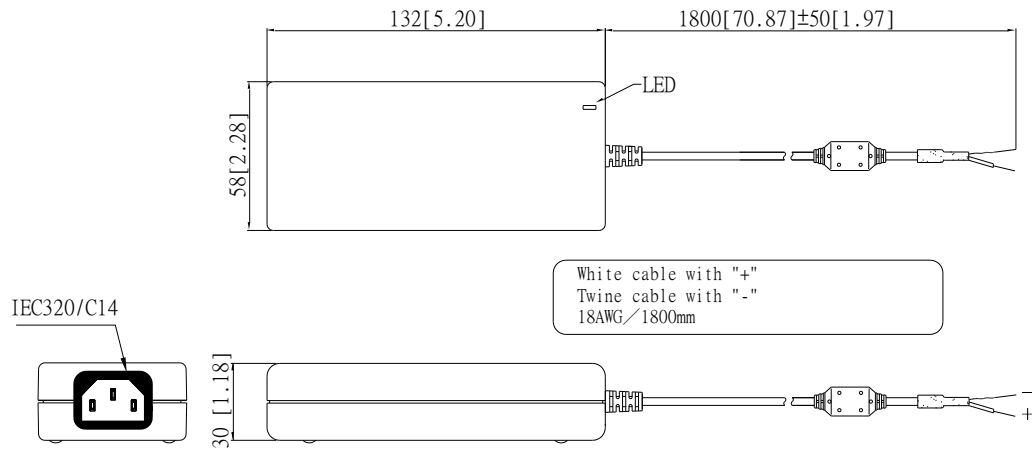 132[5.20]
1800[70.87]±50[1.97]
LED
58[2.28]
White cable with "+"
Twine cable with "-"
18AWG／1800mm
IEC320/C14
30 [1.18]
−
+